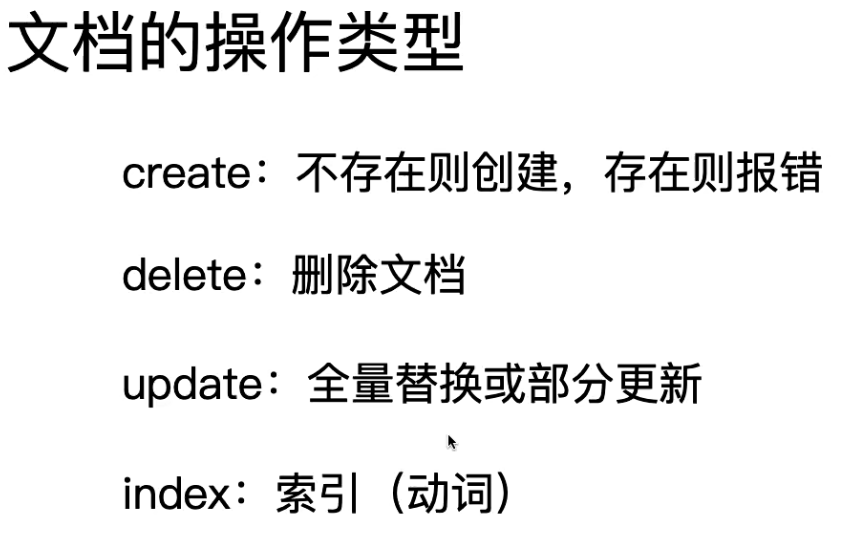 文档的操作类型
create：不存在则创建，存在则报错
delete：删除文档
update：全量替换或部分更新
index：索引（动词）